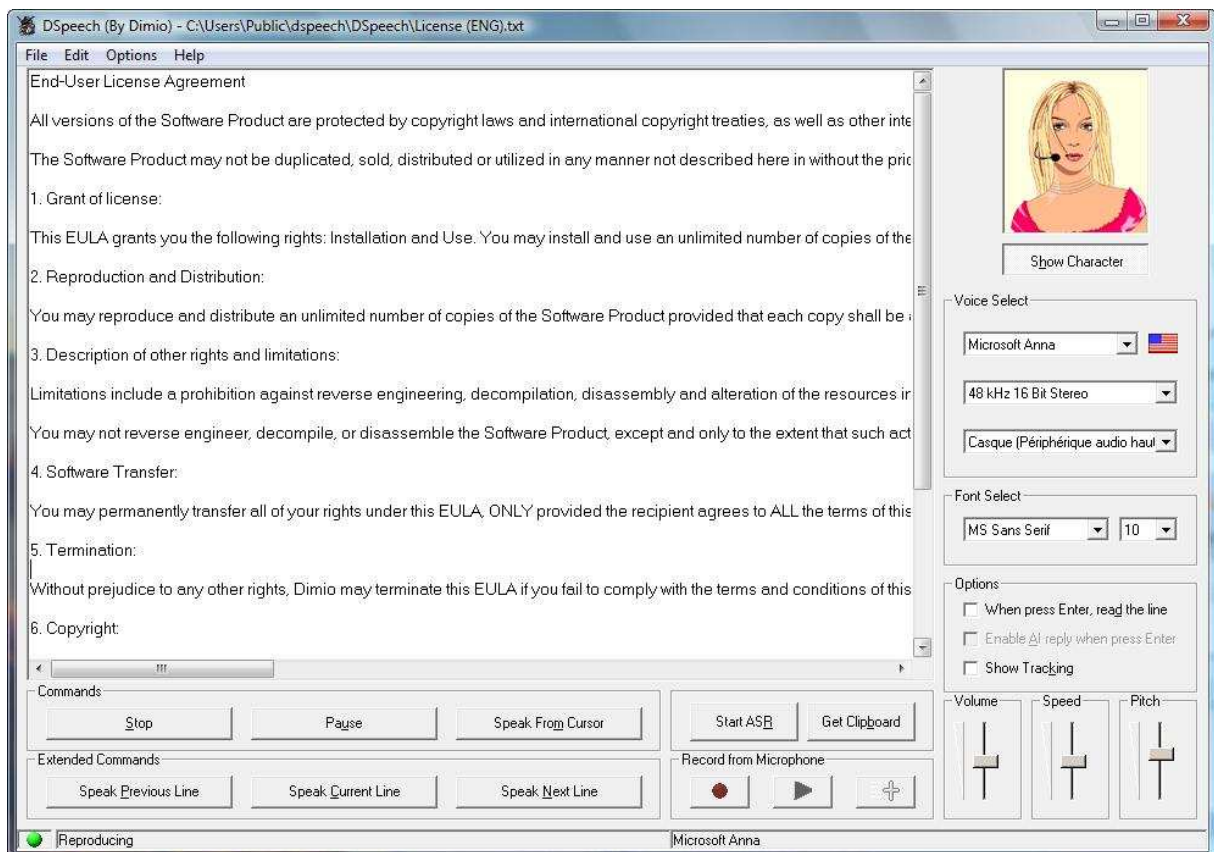 DSpeech (By Dimio) - C:\Users\Public\dspeech\DSpeech\License (ENG).txt
File Edit Options Help
End-User License Agreement
All versions of the Software Product are protected by copyright laws and international copyright treaties, as well as other inte
The Software Product may not be duplicated, sold, distributed or utilized in any manner not described here in without the pric
1. Grant of license:
This EULA grants you the following rights: Installation and Use. You may install and use an unlimited number of copies of the
2. Reproduction and Distribution:
You may reproduce and distribute an unlimited number of copies of the Software Product provided that each copy shall be
3. Description of other rights and limitations:
Limitations include a prohibition against reverse engineering, decompilation, disassembly and alteration of the resources in
You may not reverse engineer, decompile, or disassemble the Software Product, except and only to the extent that such act
4. Software Transfer:
You may permanently transfer all of your rights under this EULA, ONLY provided the recipient agrees to ALL the terms of this
5. Termination:
Without prejudice to any other rights, Dimio may terminate this EULA if you fail to comply with the terms and conditions of this
6. Copyright:
Show Character
Voice Select
Microsoft Anna
48 kHz 16 Bit Stereo
Casque (Périphérique audio haut
Font Select
MS Sans Serif 10
Options
When press Enter, read the line
Enable AI reply when press Enter
Show Tracking
Commands
Stop Pause Speak From Cursor
Start ASR Get Clipboard
Extended Commands
Speak Previous Line Speak Current Line Speak Next Line
Record from Microphone
Volume Speed Pitch
Reproducing Microsoft Anna